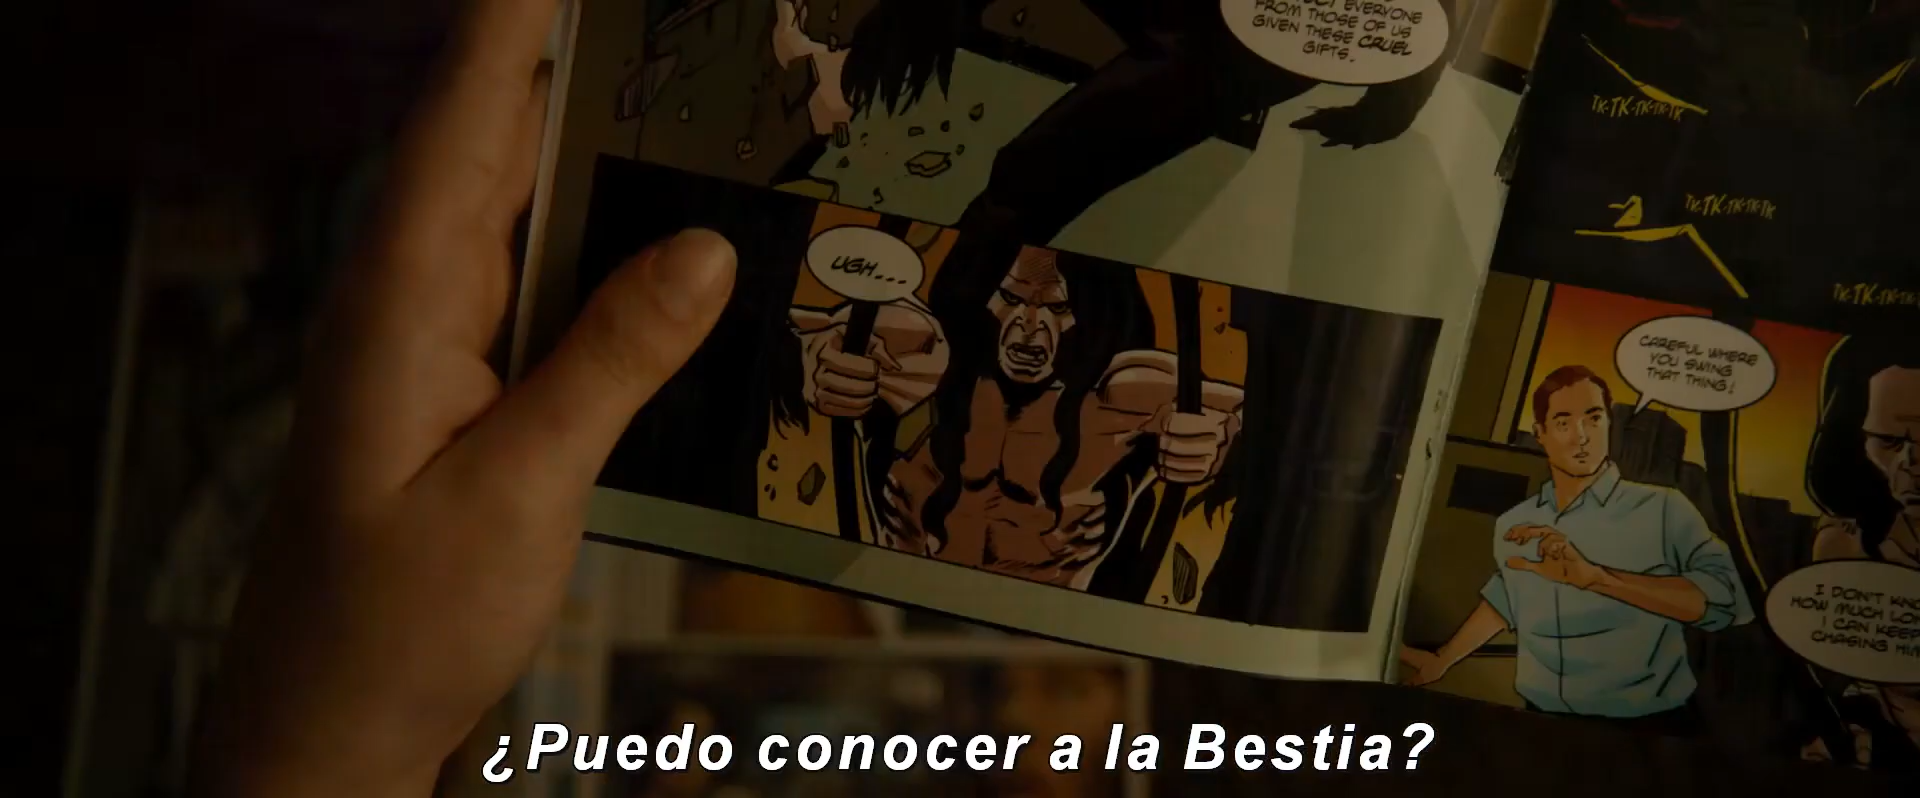 EVERYONE
FROM THOSE OF US
GIVEN THESE CRUEL
GIFTS.
UGH....
TK-TK-TK-TK-TK
TK-TK-TK-TK-TK
TK-TK-TK-TK
CAREFUL WHERE
YOU SWING
THAT THING!
I DON'T
HOW MUCH
I CAN KEEP
CHASING
¿Puedo conocer a la Bestia?